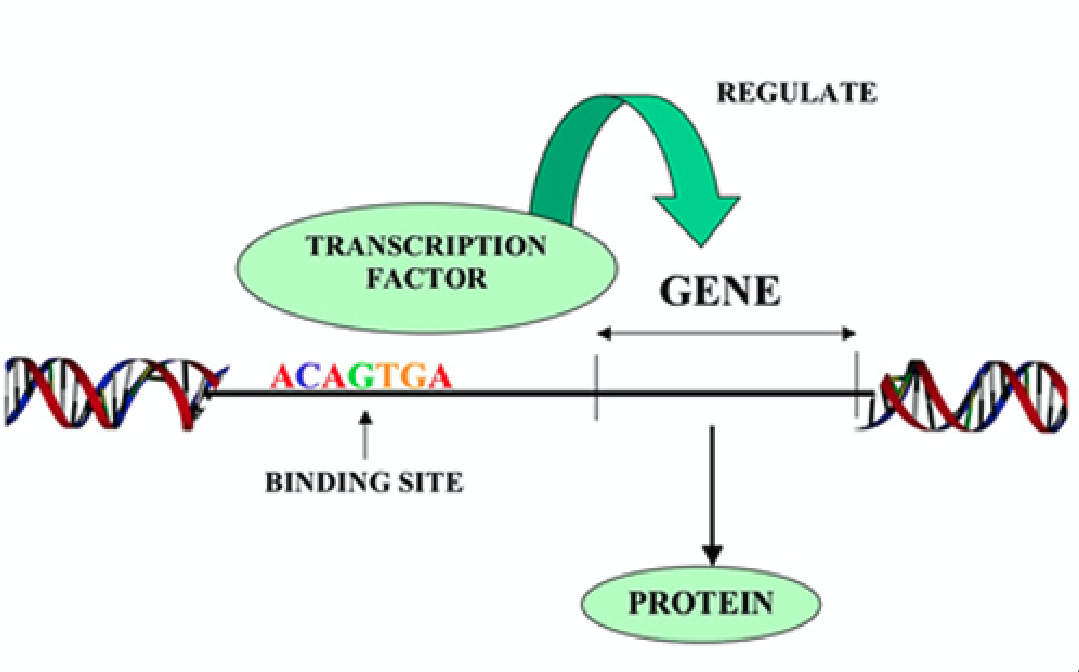 REGULATE
TRANSCRIPTION
FACTOR
GENE
ACAGTGA
BINDING SITE
PROTEIN